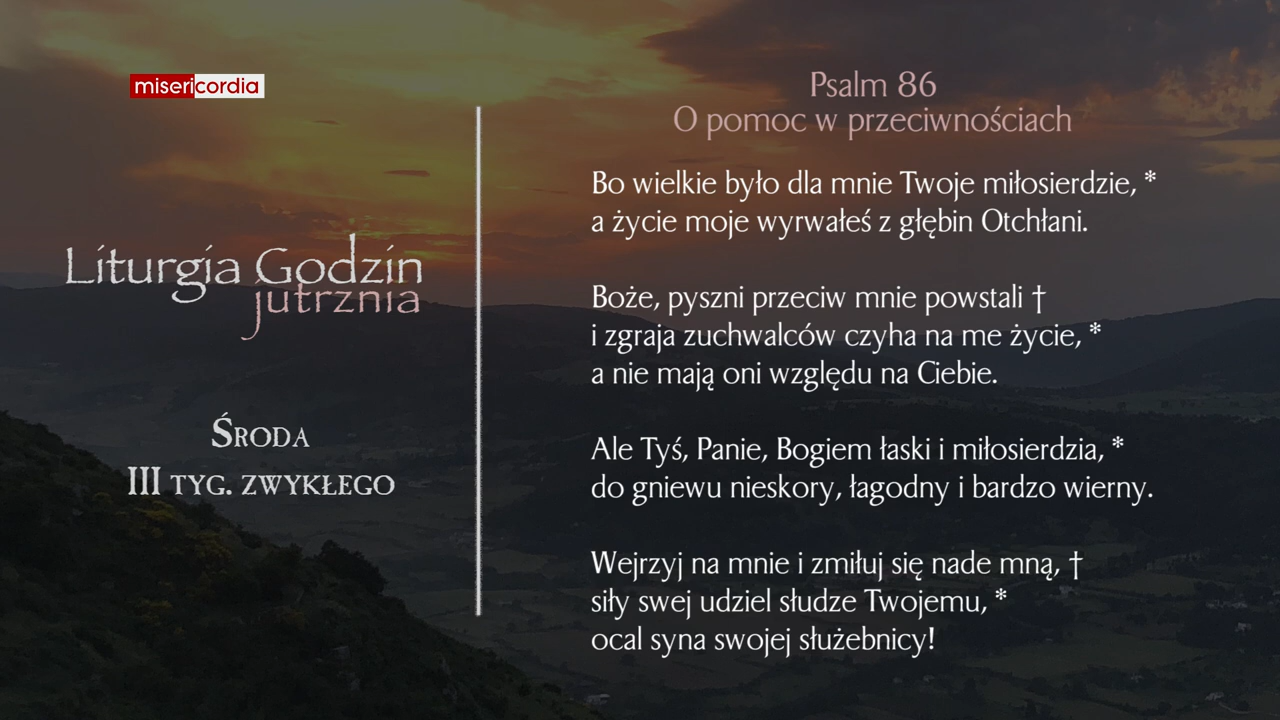 misericordia
Liturgia Godzin
jutrznia
Środa
III tyg. zwykłego
Psalm 86
O pomoc w przeciwnościach
Bo wielkie było dla mnie Twoje miłosierdzie, *
a życie moje wyrwałeś z głębin Otchłani.
Boże, pyszni przeciw mnie powstali †
i zgraja zuchwalców czyha na me życie, *
a nie mają oni względu na Ciebie.
Ale Tyś, Panie, Bogiem łaski i miłosierdzia, *
do gniewu nieskory, łagodny i bardzo wierny.
Wejrzyj na mnie i zmiłuj się nade mną, †
siły swej udziel słudze Twojemu, *
ocal syna swojej służebnicy!